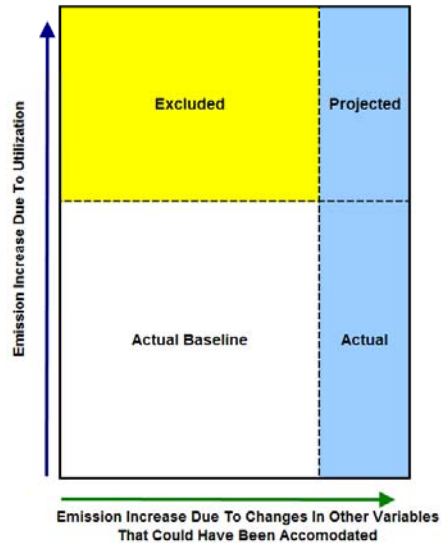 Emission Increase Due To Utilization
Excluded
Projected
Actual Baseline
Actual
Emission Increase Due To Changes In Other Variables
That Could Have Been Accomodated